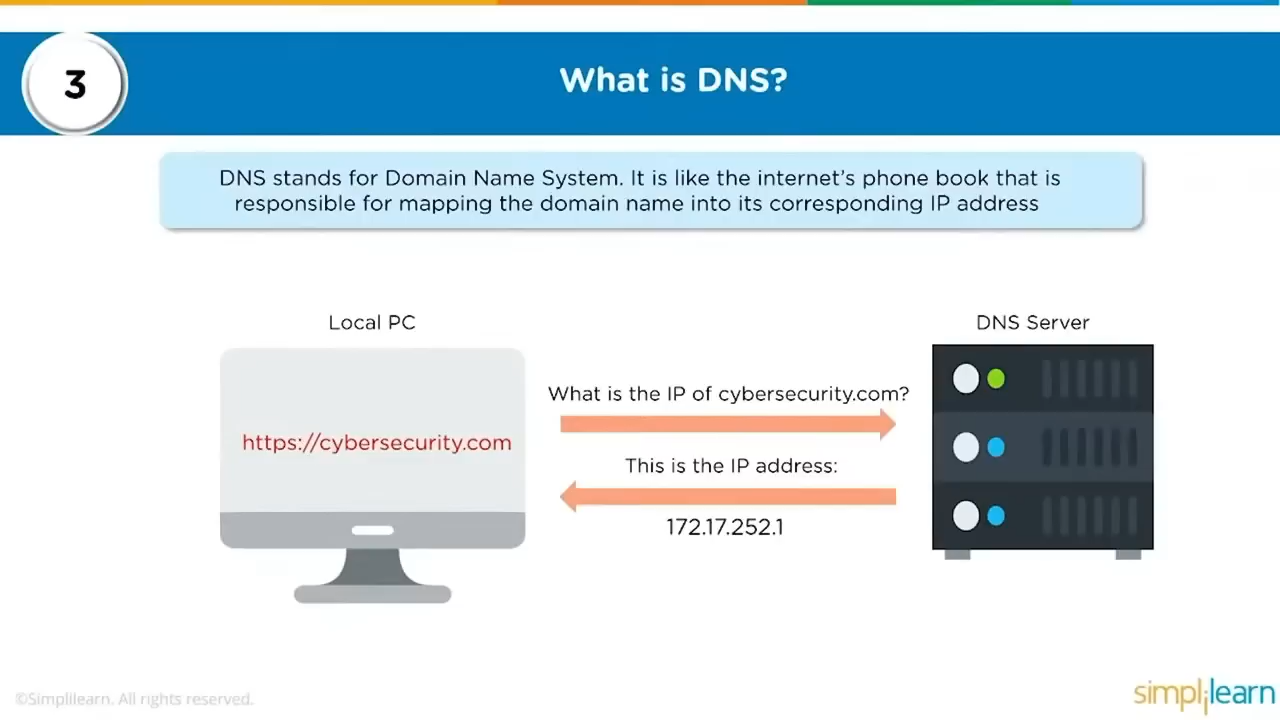 3
What is DNS?
DNS stands for Domain Name System. It is like the internet's phone book that is
responsible for mapping the domain name into its corresponding IP address
Local PC
DNS Server
https://cybersecurity.com
What is the IP of cybersecurity.com?
This is the IP address:
172.17.252.1
©Simplilearn. All rights reserved.
simplilearn